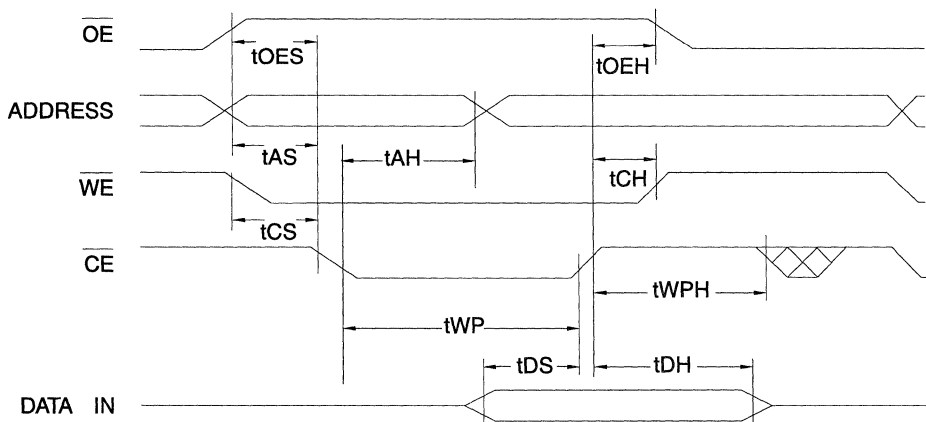 OE
tOES
tOEH
ADDRESS
tAS
tAH
WE
tCH
tCS
CE
tWPH
tWP
tDS
tDH
DATA IN